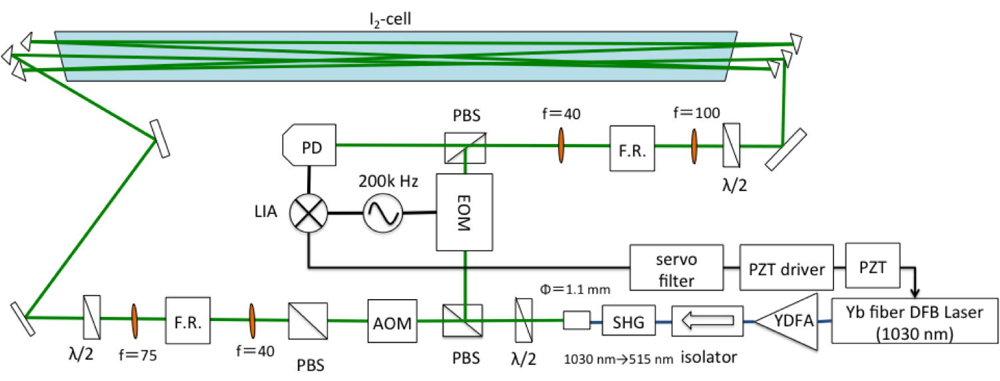 I₂-cell
PBS
f=40
f=100
PD
F.R.
λ/2
200k Hz
LIA
EOM
servo
filter
PZT driver
PZT
Φ=1.1 mm
Yb fiber DFB Laser
(1030 nm)
YDFA
SHG
AOM
F.R.
λ/2
f=75
f=40
PBS
PBS
λ/2
1030 nm→515 nm
isolator